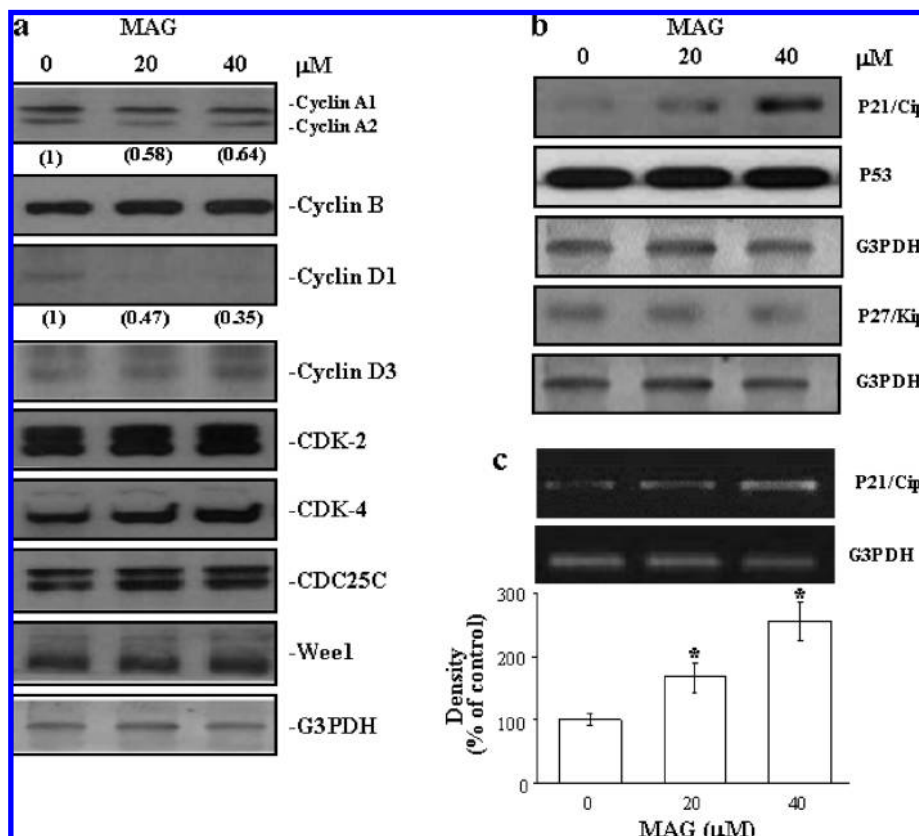 a
MAG
0 20 40 µM
-Cyclin A1
-Cyclin A2
(1) (0.58) (0.64)
-Cyclin B
-Cyclin D1
(1) (0.47) (0.35)
-Cyclin D3
-CDK-2
-CDK-4
-CDC25C
-Wee1
-G3PDH
b
MAG
0 20 40 µM
P21/Cip
P53
G3PDH
P27/Kip
G3PDH
c
P21/Cip
G3PDH
Density
(% of control)
300
200
100
0
* *
0 20 40
MAG (µM)